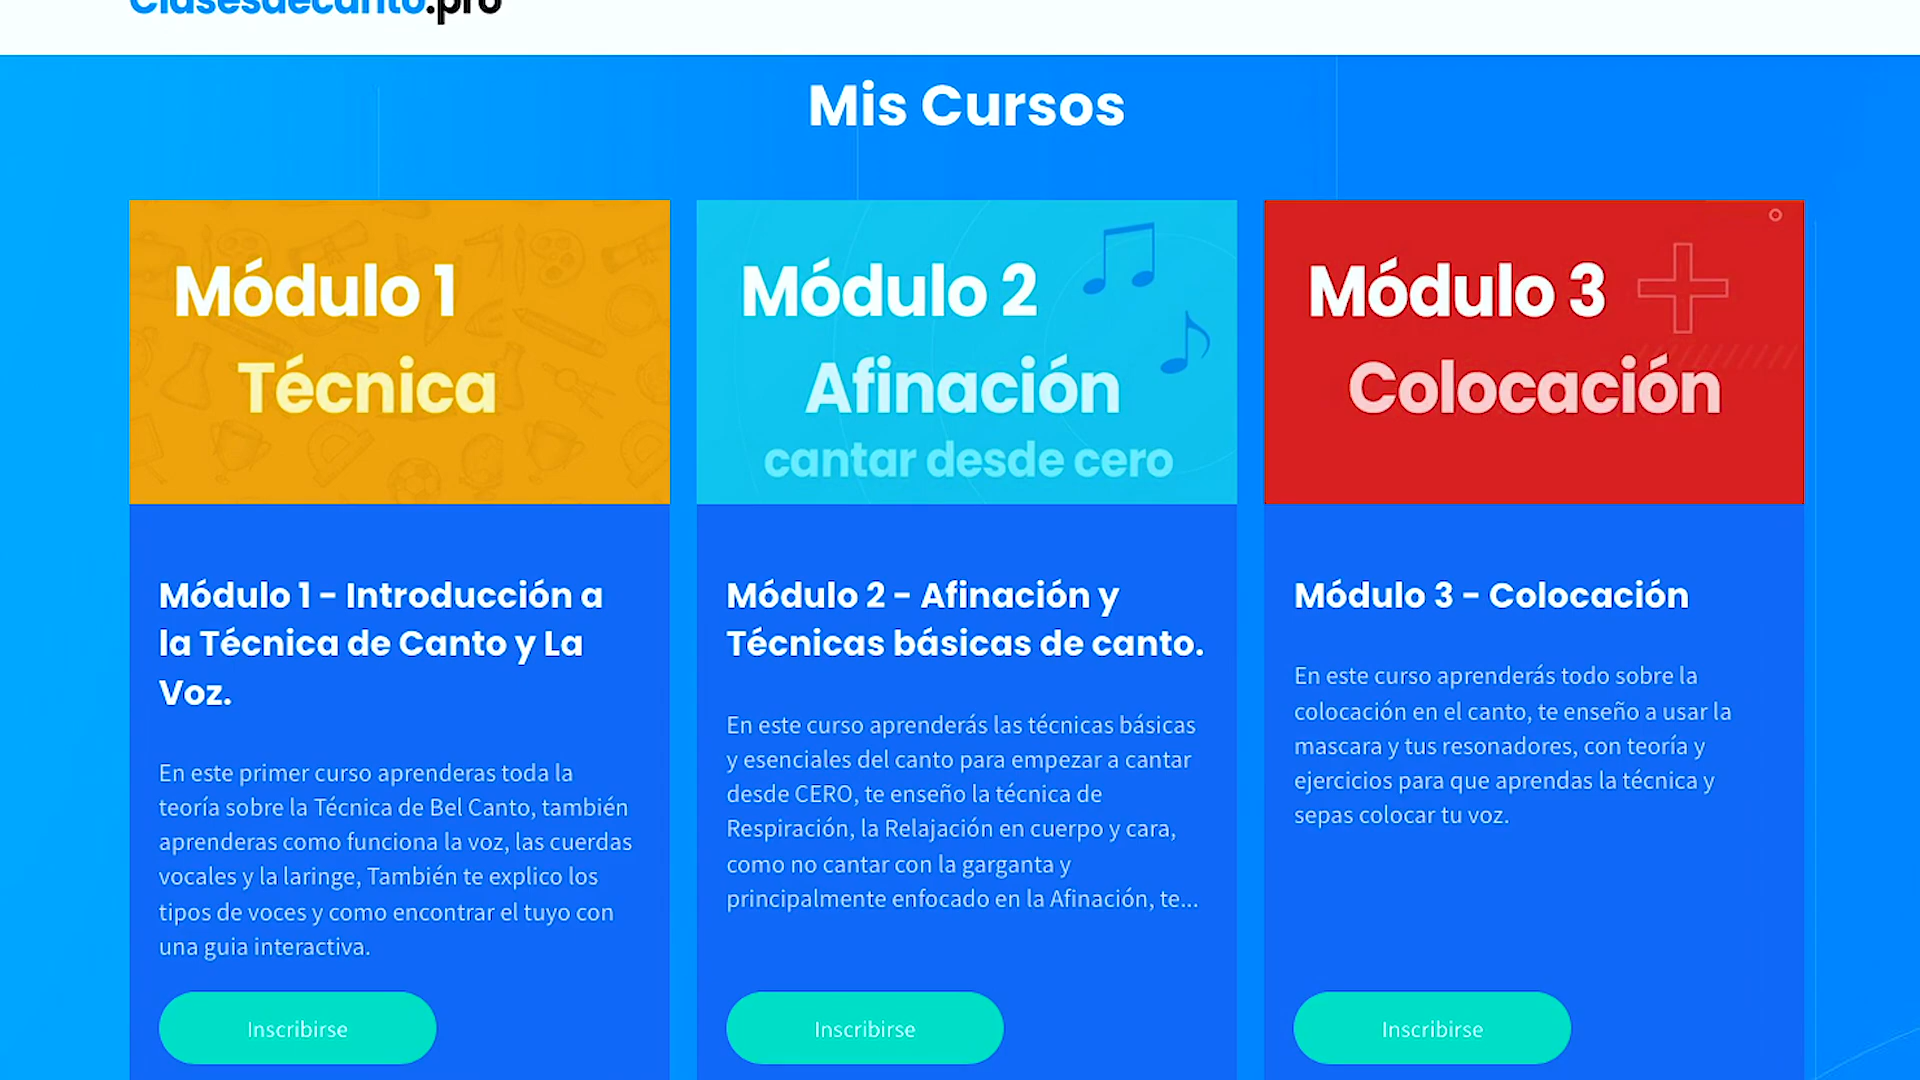 Clasesdecanto.pro
Mis Cursos
Módulo 1
Técnica
Módulo 2
Afinación
cantar desde cero
Módulo 3
Colocación
Módulo 1 - Introducción a
la Técnica de Canto y La
Voz.
En este primer curso aprenderas toda la
teoría sobre la Técnica de Bel Canto, también
aprenderas como funciona la voz, las cuerdas
vocales y la laringe, También te explico los
tipos de voces y como encontrar el tuyo con
una guia interactiva.
Inscribirse
Módulo 2 - Afinación y
Técnicas básicas de canto.
En este curso aprenderás las técnicas básicas
y esenciales del canto para empezar a cantar
desde CERO, te enseño la técnica de
Respiración, la Relajación en cuerpo y cara,
como no cantar con la garganta y
principalmente enfocado en la Afinación, te...
Inscribirse
Módulo 3 - Colocación
En este curso aprenderás todo sobre la
colocación en el canto, te enseño a usar la
mascara y tus resonadores, con teoría y
ejercicios para que aprendas la técnica y
sepas colocar tu voz.
Inscribirse